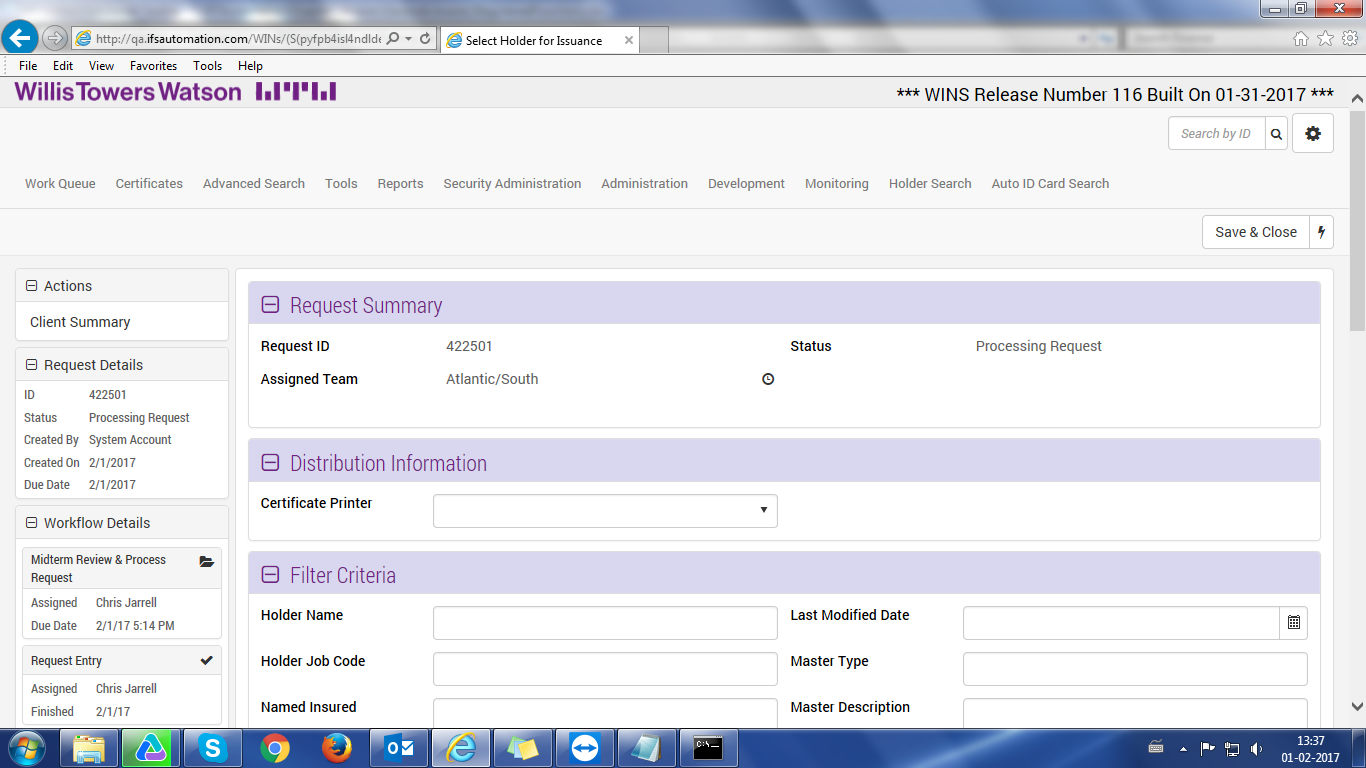 http://qa.ifsautomation.com/WINs/(S(pyfpb4isl4ndlde
Select Holder for Issuance
File Edit View Favorites Tools Help
Willis Towers Watson
*** WINS Release Number 116 Built On 01-31-2017 ***
Search by ID
Work Queue Certificates Advanced Search Tools Reports Security Administration Administration Development Monitoring Holder Search Auto ID Card Search
Save & Close
Actions
Client Summary
Request Details
ID 422501
Status Processing Request
Created By System Account
Created On 2/1/2017
Due Date 2/1/2017
Workflow Details
Midterm Review & Process
Request
Assigned Chris Jarrell
Due Date 2/1/17 5:14 PM
Request Entry
Assigned Chris Jarrell
Finished 2/1/17
Request Summary
Request ID 422501 Status Processing Request
Assigned Team Atlantic/South
Distribution Information
Certificate Printer
Filter Criteria
Holder Name Last Modified Date
Holder Job Code Master Type
Named Insured Master Description
13:37
01-02-2017